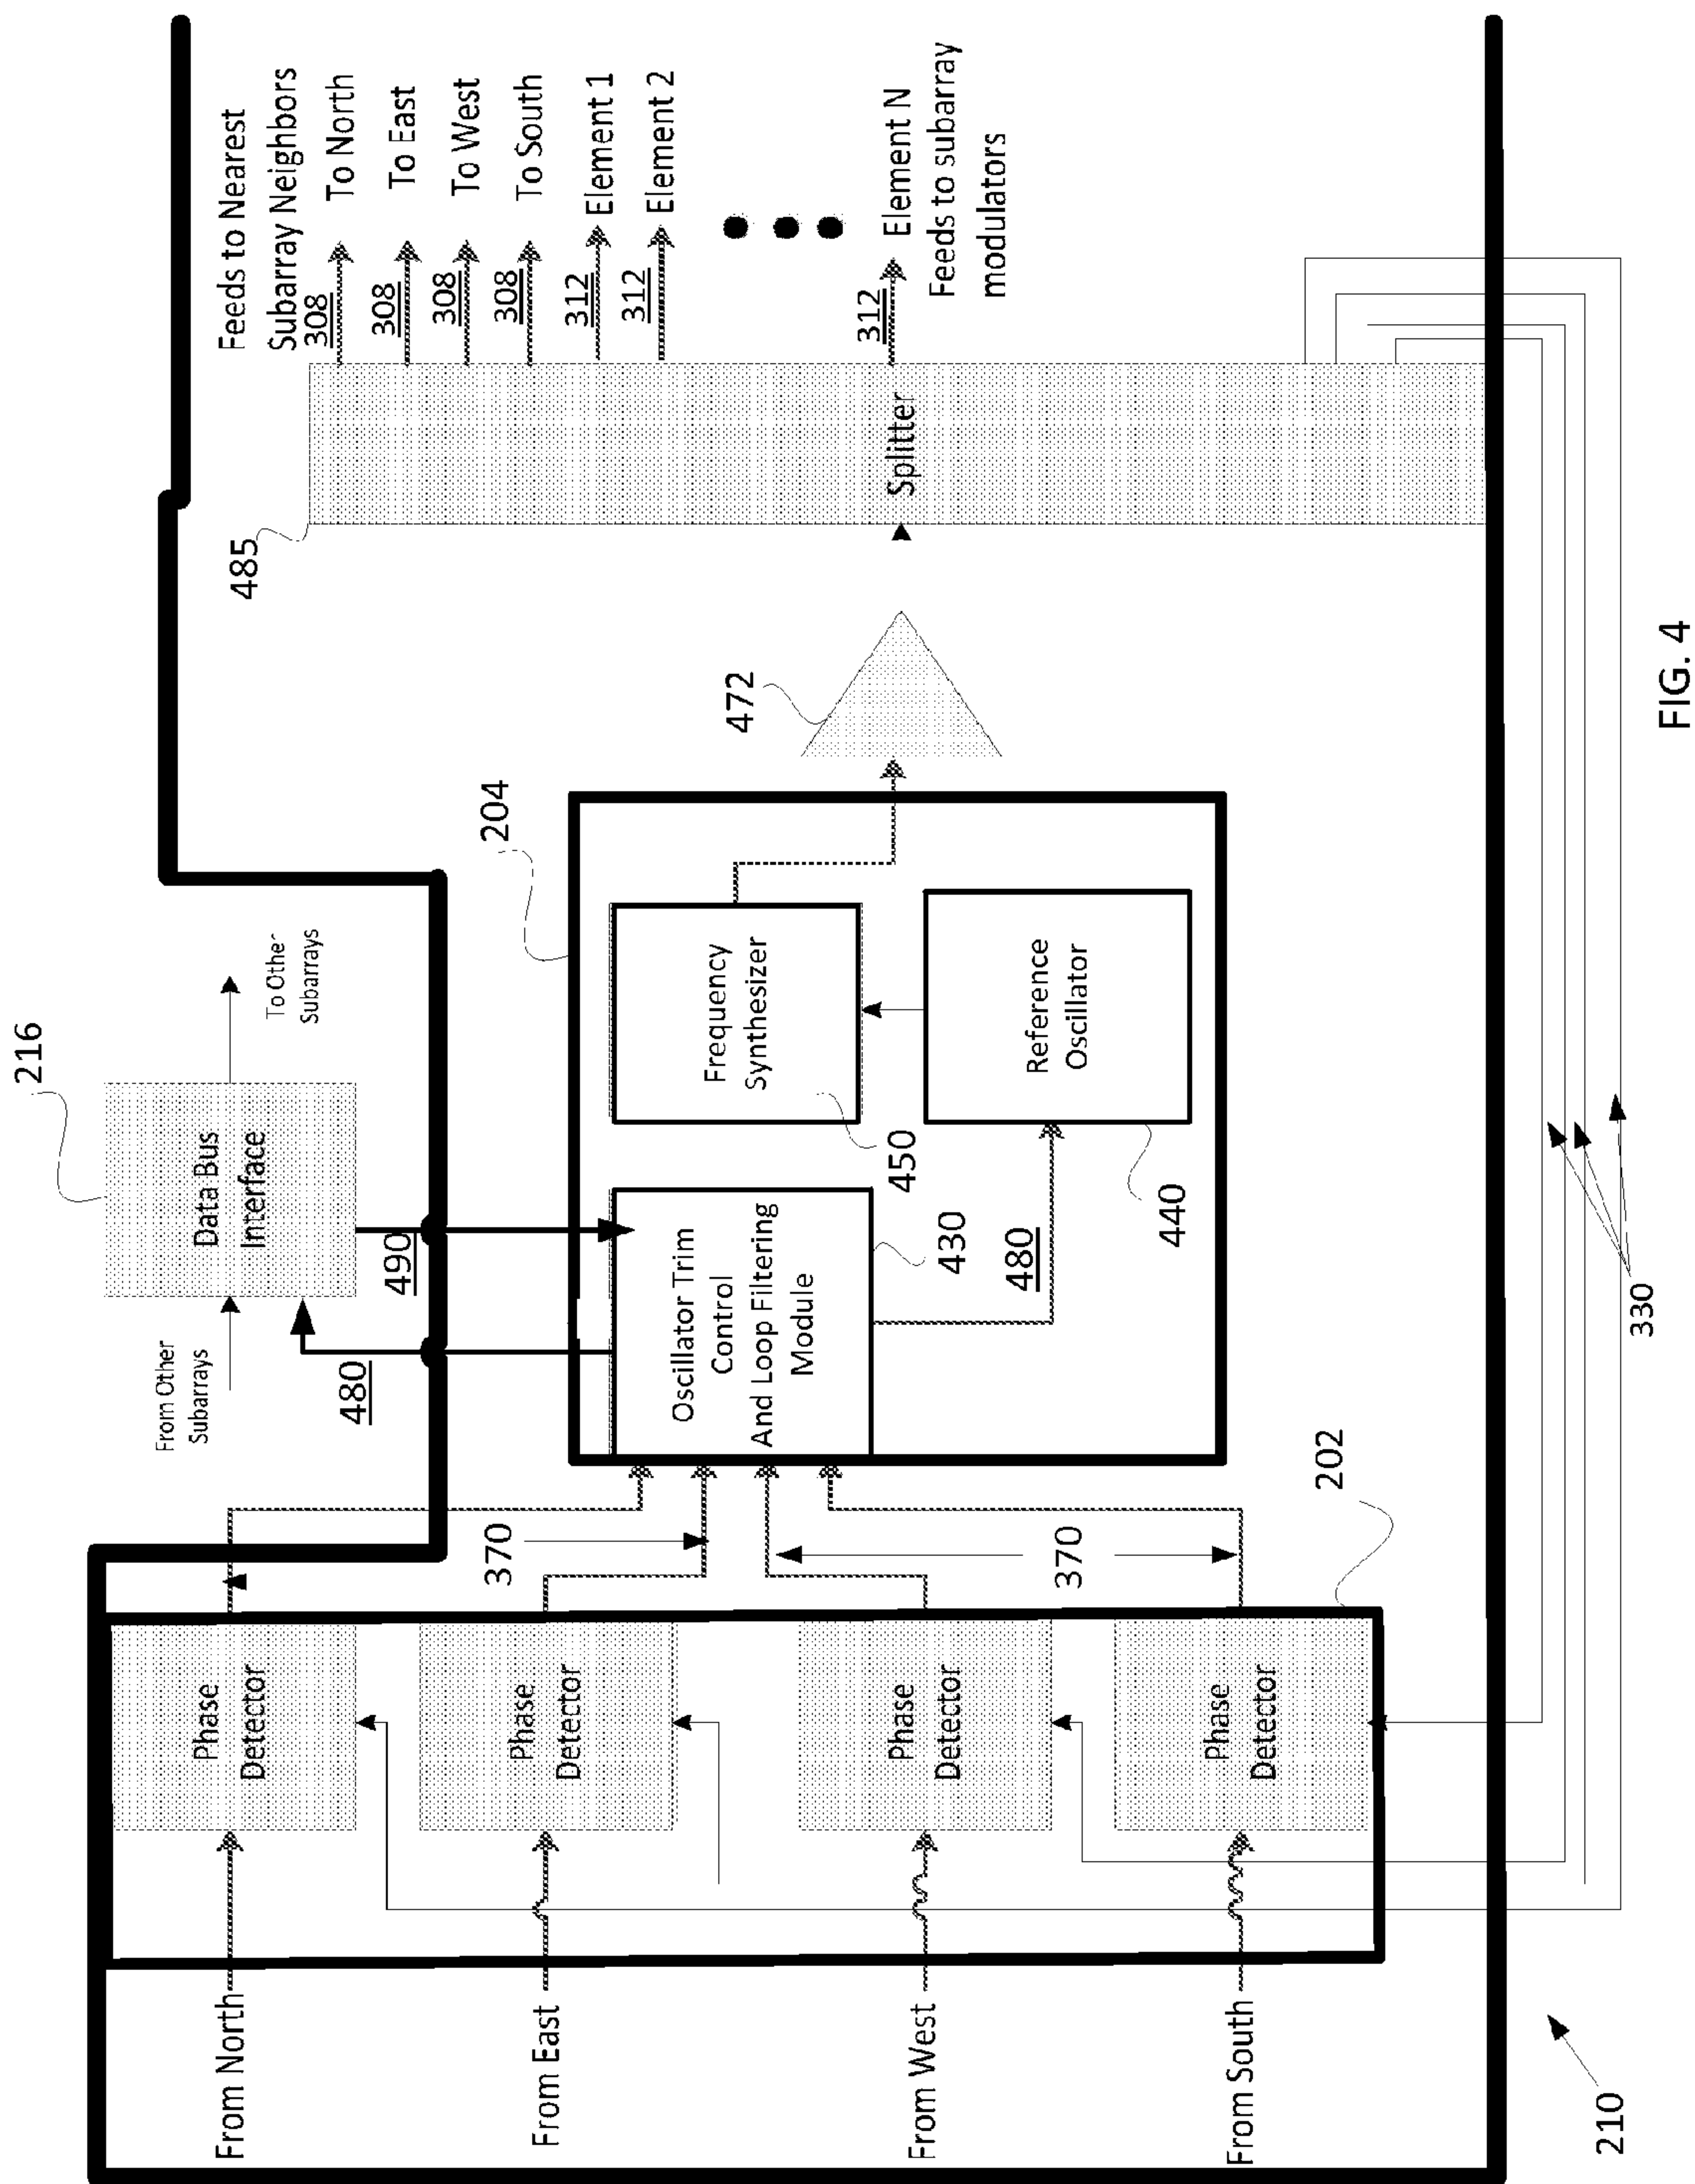 216
From Other
Subarrays
Data Bus
Interface
To Other
Subarrays
480
490
485
Feeds to Nearest
Subarray Neighbors
308
To North
308
To East
308
To West
308
To South
312
Element 1
312
Element 2
312
Element N
Feeds to subarray
modulators
Splitter
472
204
From North
Phase
Detector
From East
Phase
Detector
From West
Phase
Detector
From South
Phase
Detector
370
370
202
Oscillator Trim
Control
And Loop Filtering
Module
430
480
Frequency
Synthesizer
450
Reference
Oscillator
440
330
210
FIG. 4